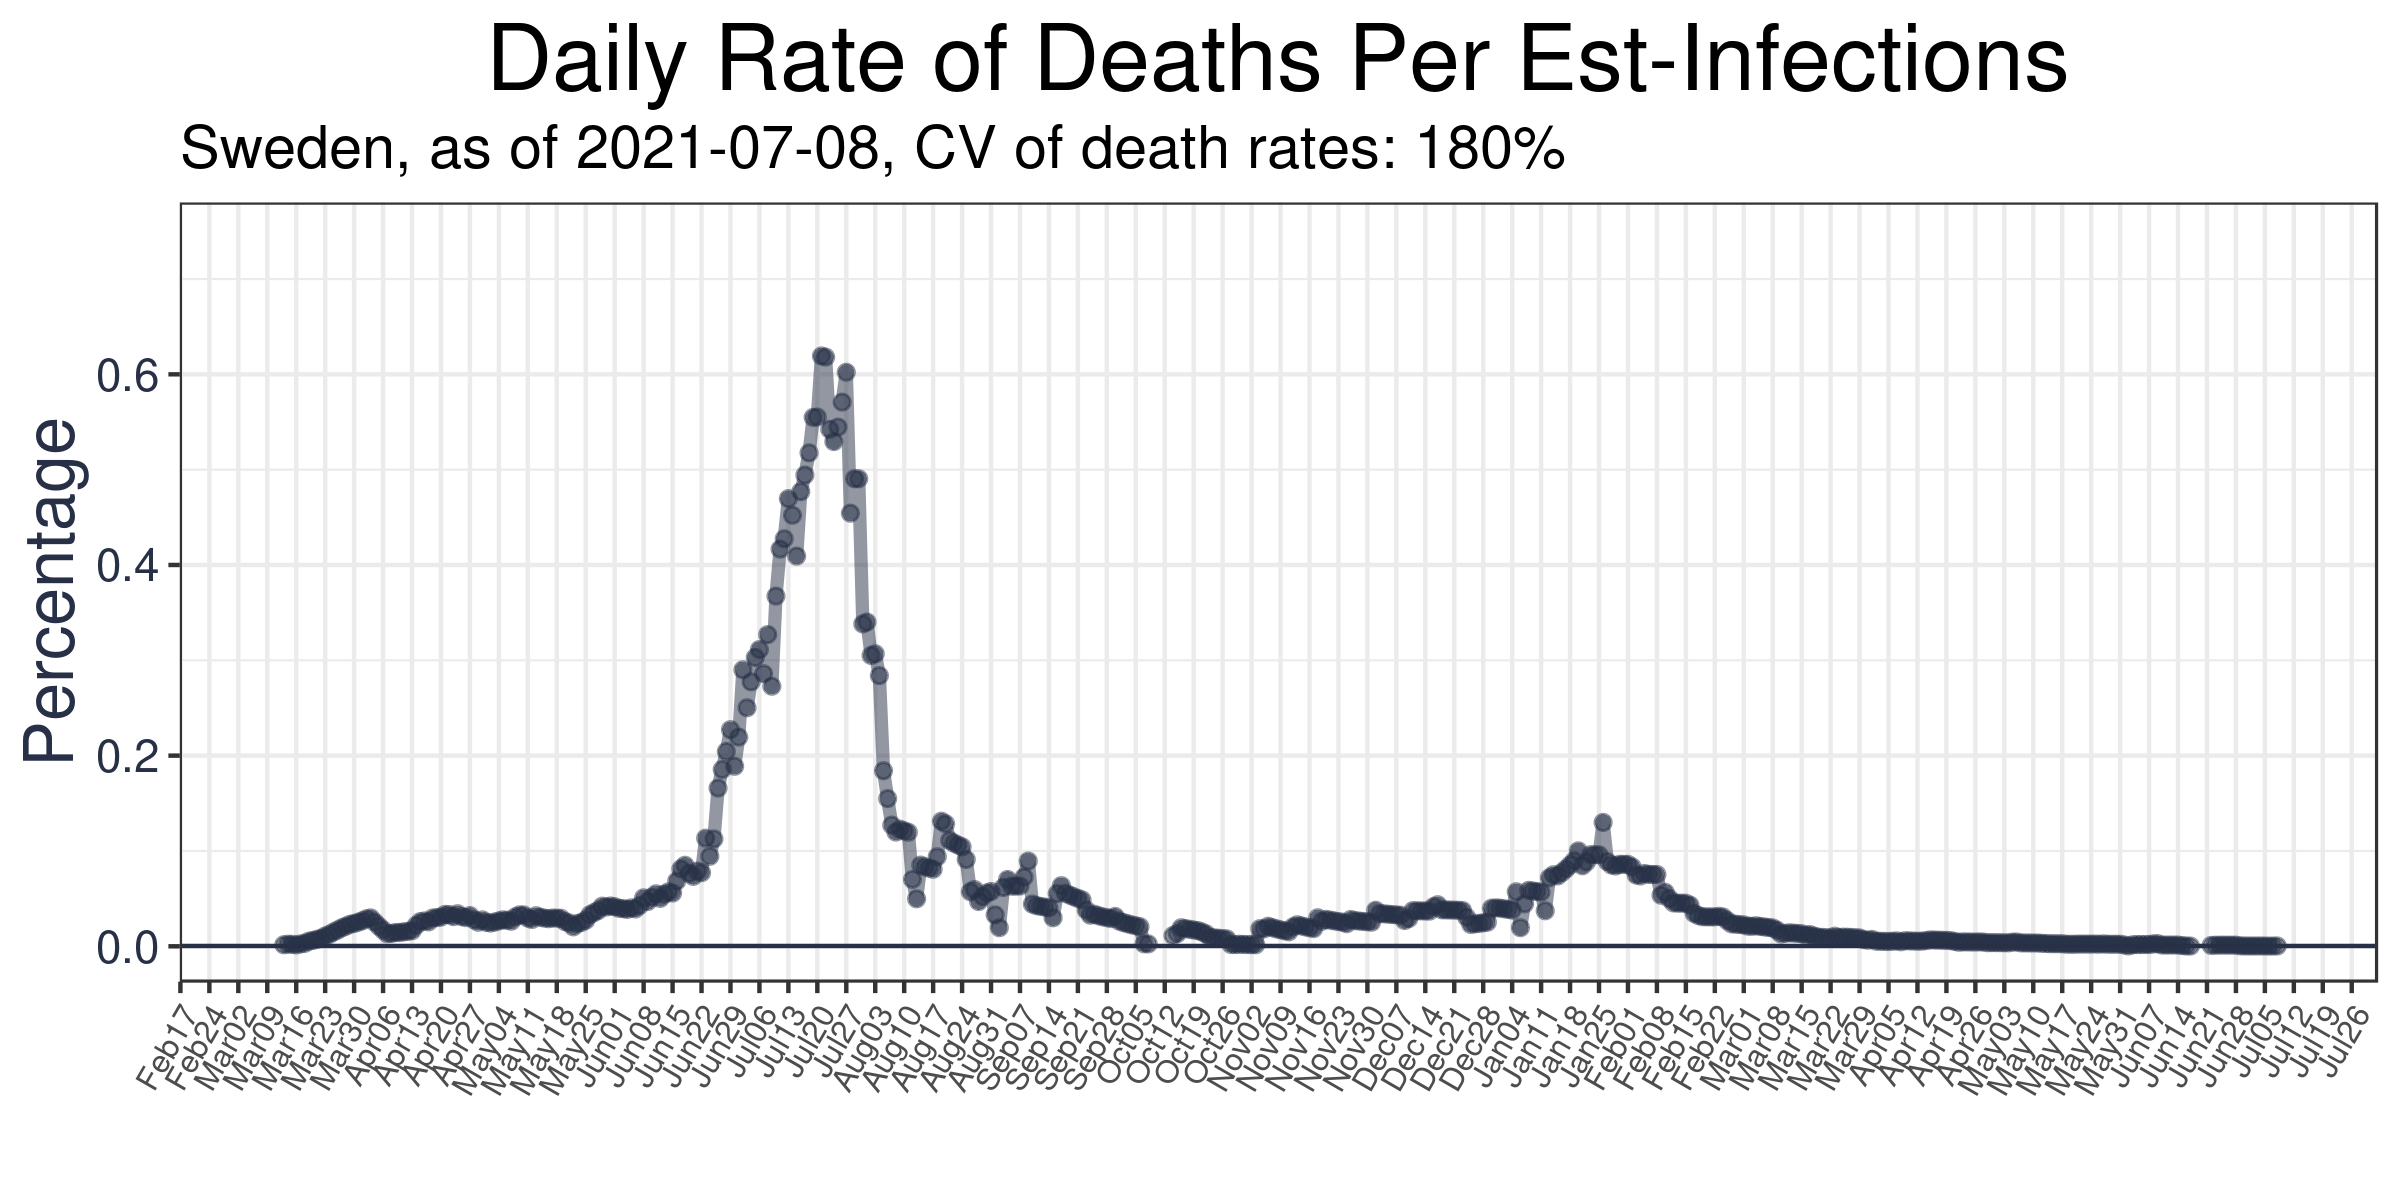 Daily Rate of Deaths Per Est-Infections
Sweden, as of 2021-07-08, CV of death rates: 180%
Percentage
0.6
0.4
0.2
0.0
Feb17
Feb24
Mar02
Mar09
Mar16
Mar23
Mar30
Apr06
Apr13
Apr20
Apr27
May04
May11
May18
May25
Jun01
Jun08
Jun15
Jun22
Jun29
Jul06
Jul13
Jul20
Jul27
Aug03
Aug10
Aug17
Aug24
Aug31
Sep07
Sep14
Sep21
Sep28
Oct05
Oct12
Oct19
Oct26
Nov02
Nov09
Nov16
Nov23
Nov30
Dec07
Dec14
Dec21
Dec28
Jan04
Jan11
Jan18
Jan25
Feb01
Feb08
Feb15
Feb22
Mar01
Mar08
Mar15
Mar22
Mar29
Apr05
Apr12
Apr19
Apr26
May03
May10
May17
May24
May31
Jun07
Jun14
Jun21
Jun28
Jul05
Jul12
Jul19
Jul26